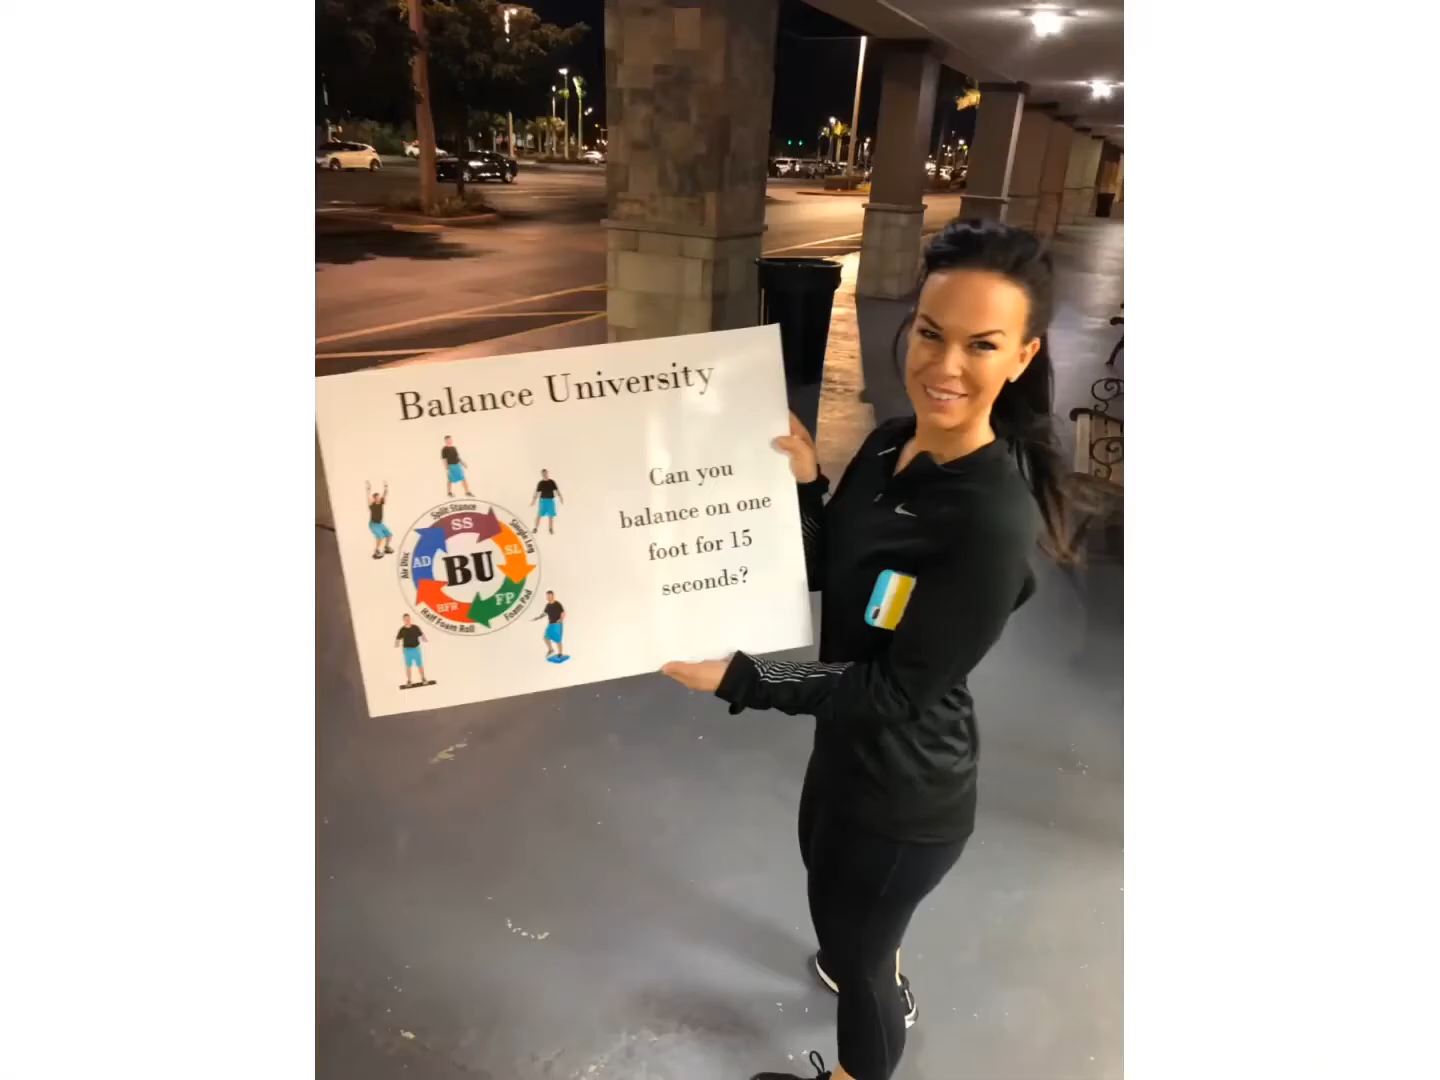 Balance University
Can you
balance on one
foot for 15
seconds?
Split Stance
SS
Single Leg
SL
Foam Pad
FP
Half Foam Roll
HFR
Air Disc
AD
BU